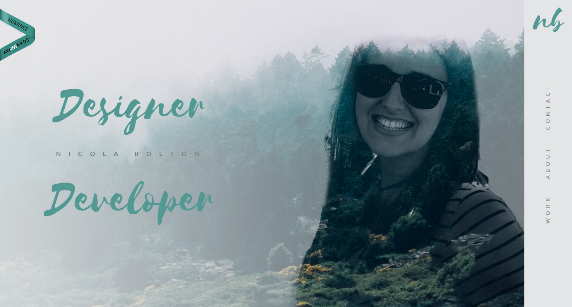 nb
Designer
NICOLA BOLTON
Developer
CONTACT
ABOUT
WORK